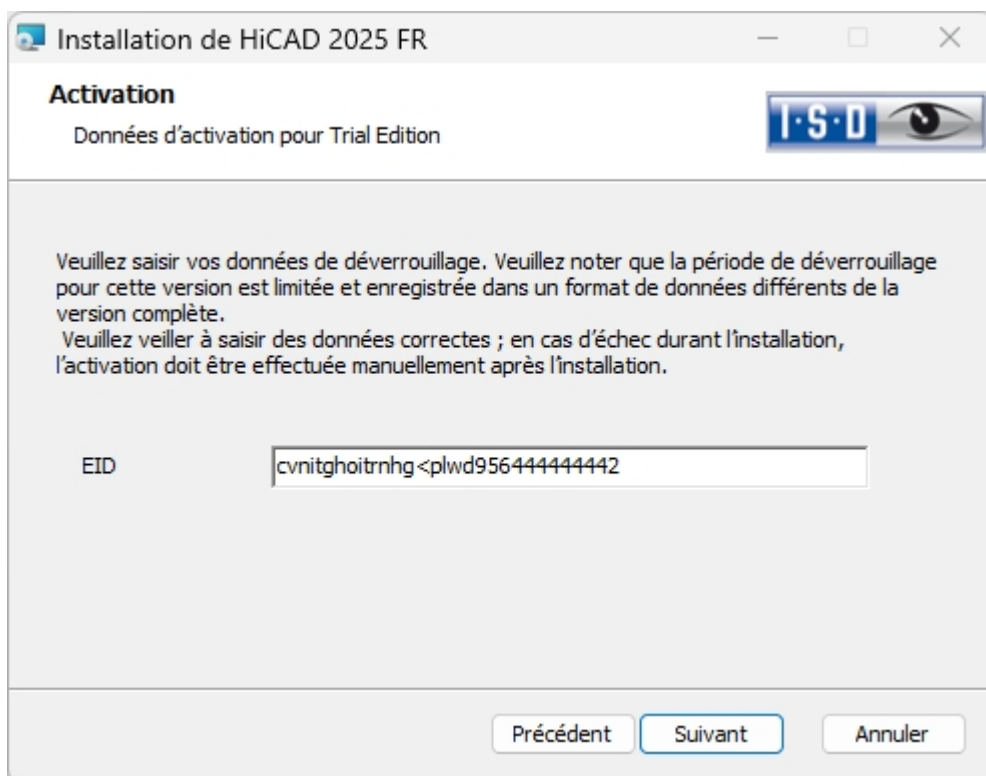 Installation de HiCAD 2025 FR
Activation
Données d'activation pour Trial Edition
I·S·D
Veuillez saisir vos données de déverrouillage. Veuillez noter que la période de déverrouillage
pour cette version est limitée et enregistrée dans un format de données différents de la
version complète.
Veuillez veiller à saisir des données correctes ; en cas d'échec durant l'installation,
l'activation doit être effectuée manuellement après l'installation.
EID
cvnitghoitrnhg<plwd956444444442
Précédent
Suivant
Annuler